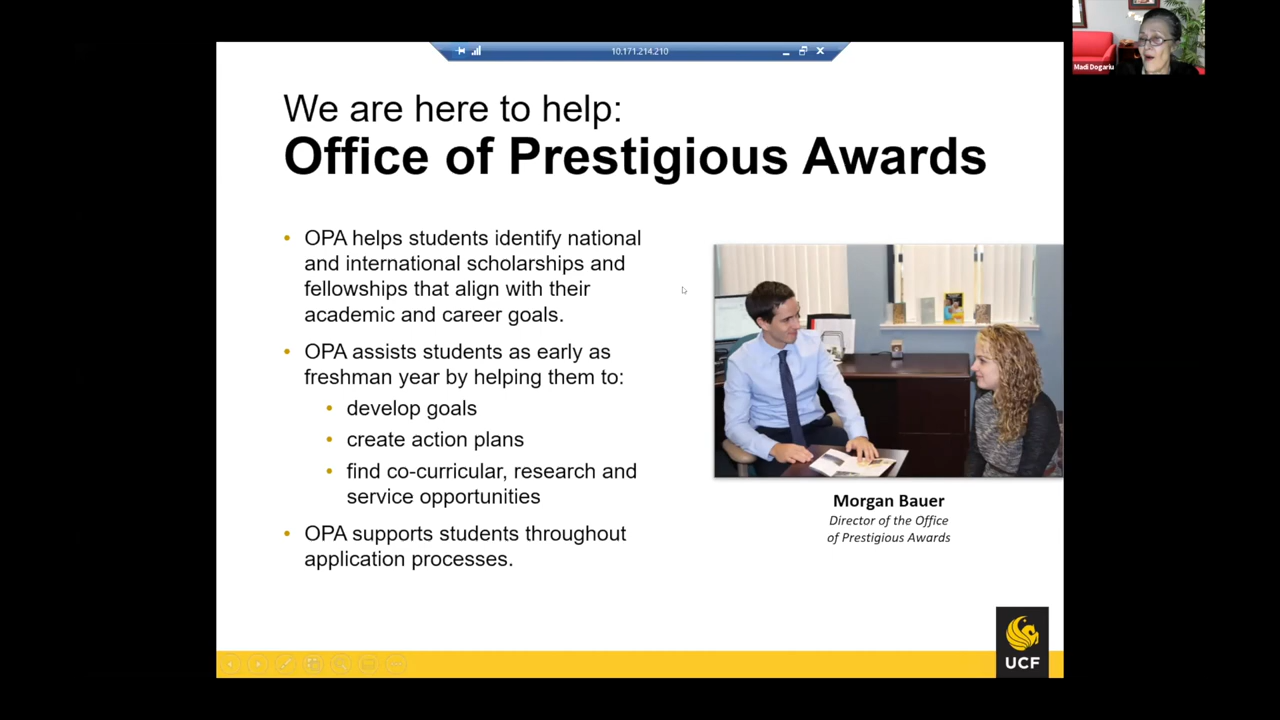 10.171.214.210
Madi Dogariu
We are here to help:
Office of Prestigious Awards
• OPA helps students identify national
and international scholarships and
fellowships that align with their
academic and career goals.
• OPA assists students as early as
freshman year by helping them to:
• develop goals
• create action plans
• find co-curricular, research and
service opportunities
• OPA supports students throughout
application processes.
Morgan Bauer
Director of the Office
of Prestigious Awards
UCF